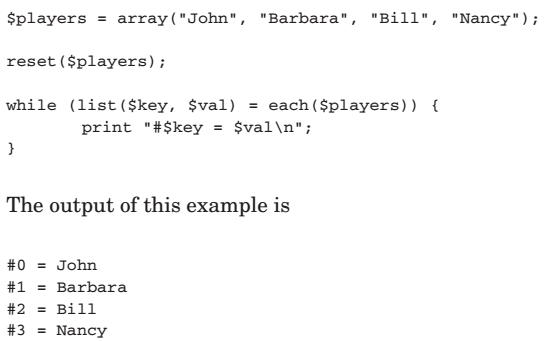 $players = array("John", "Barbara", "Bill", "Nancy");
reset($players);
while (list($key, $val) = each($players)) {
        print "#$key = $val\n";
}
The output of this example is
#0 = John
#1 = Barbara
#2 = Bill
#3 = Nancy